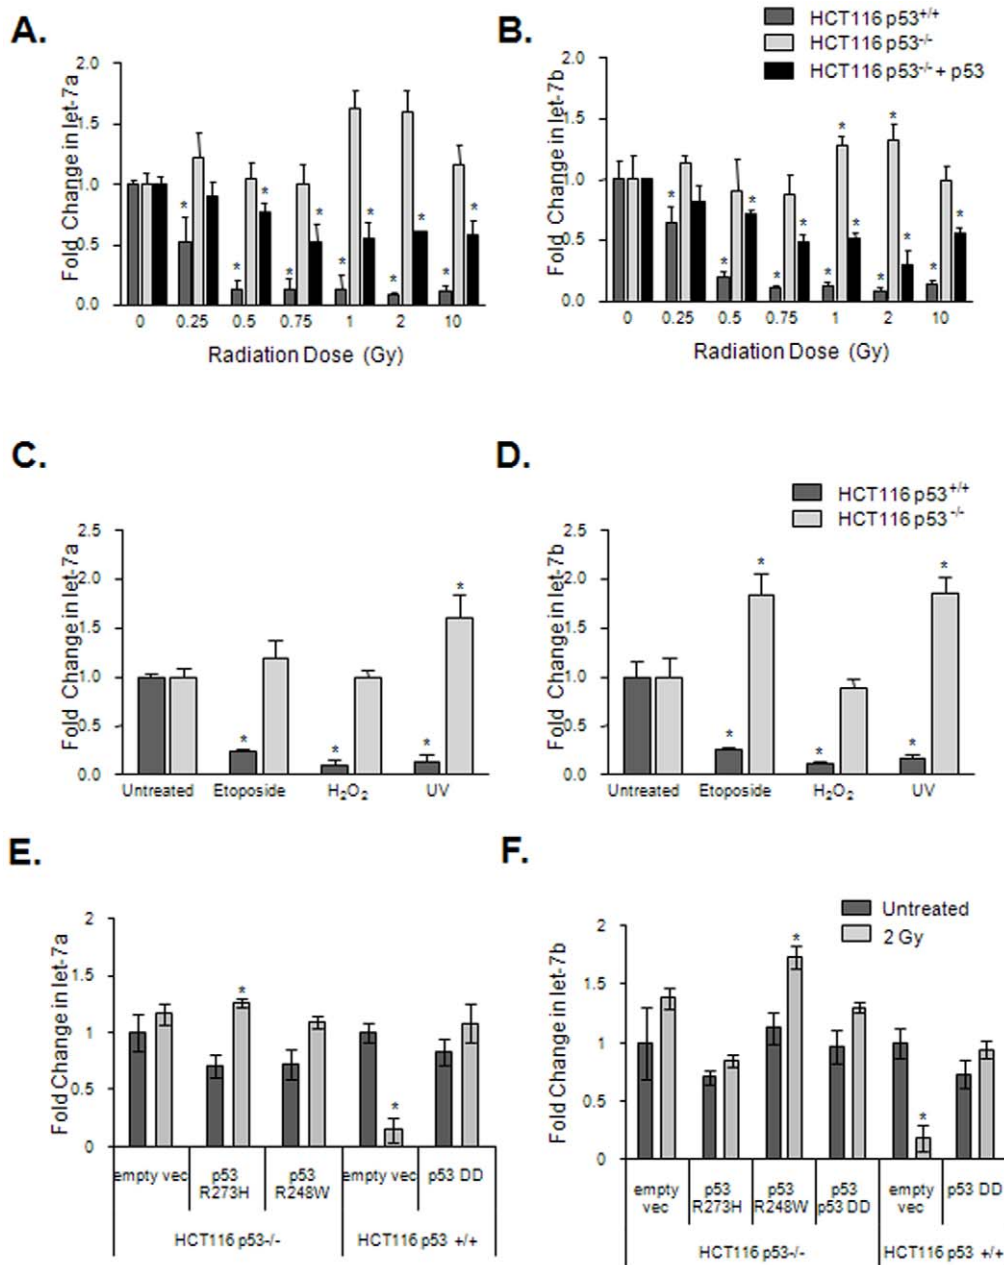 A.
B.
HCT116 p53+/+
HCT116 p53-/-
HCT116 p53-/- + p53
Fold Change in let-7a
2.0
1.5
1.0
0.5
0.0
0 0.25 0.5 0.75 1 2 10
Radiation Dose (Gy)
Fold Change in let-7b
2.0
1.5
1.0
0.5
0.0
0 0.25 0.5 0.75 1 2 10
Radiation Dose (Gy)
* * * * * * * * * * *
* * * * * * * * * * * * *
C.
D.
HCT116 p53+/+
HCT116 p53-/-
Fold Change in let-7a
2.5
2.0
1.5
1.0
0.5
0.0
* * * *
Untreated Etoposide H₂O₂ UV
Fold Change in let-7b
2.5
2.0
1.5
1.0
0.5
0.0
* * * * *
Untreated Etoposide H₂O₂ UV
E.
F.
Untreated
2 Gy
Fold Change in let-7a
2
1.5
1
0.5
0
* *
empty vec p53 R273H p53 R248W empty vec p53 DD
HCT116 p53-/- HCT116 p53 +/+
Fold Change in let-7b
2
1.5
1
0.5
0
* *
empty vec p53 R273H p53 R248W p53 p53 DD empty vec p53 DD
HCT116 p53-/- HCT116 p53 +/+